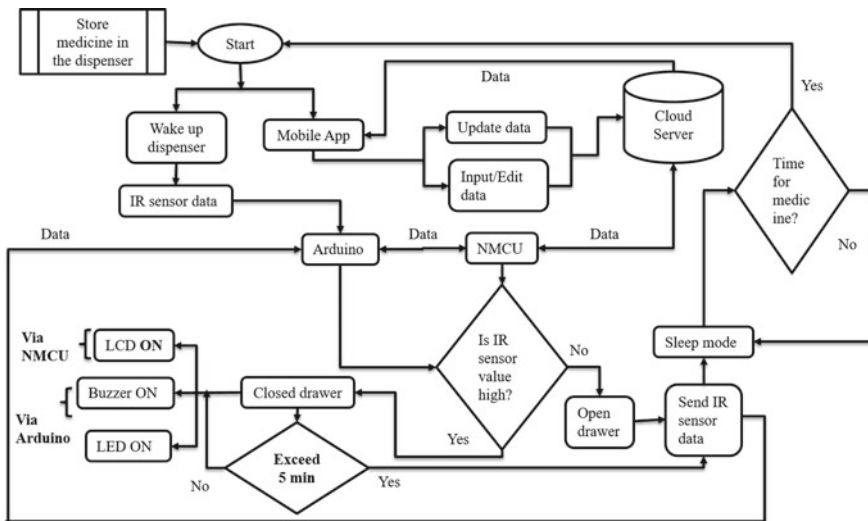 Store
medicine in
the dispenser
Start
Data
Yes
Wake up
dispenser
Mobile App
Update data
Cloud
Server
Input/Edit
data
Time
for
medic
ine?
IR sensor data
Data
Arduino
Data
NMCU
Data
No
Via
NMCU
LCD ON
Is IR
sensor
value
high?
No
Sleep mode
Buzzer ON
Closed drawer
Via
Arduino
Open
drawer
Send IR
sensor
data
LED ON
Yes
Exceed
5 min
No
Yes